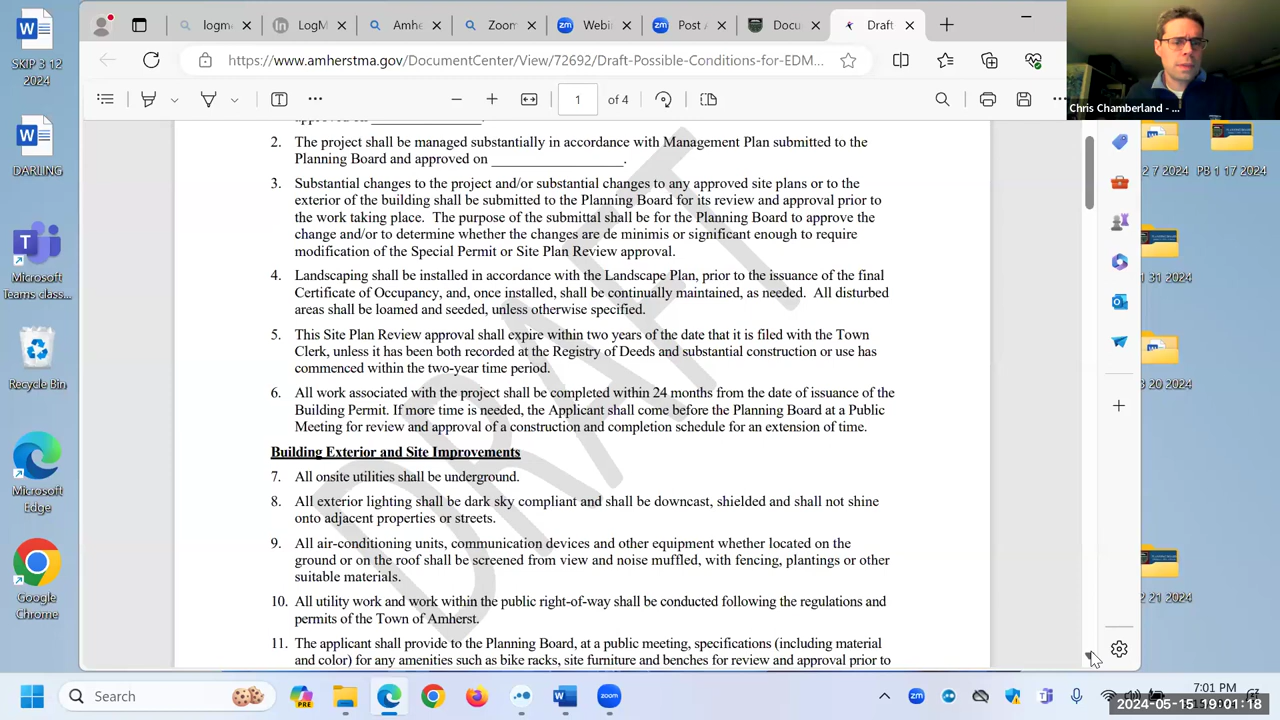 logm
LogM
Amhe
Zoom
Webin
Post A
Docu
Draft
https://www.amherstma.gov/DocumentCenter/View/72692/Draft-Possible-Conditions-for-EDM...
1 of 4
Chris Chamberland - ...
SKIP 3 12
2024
DARLING
Microsoft
Teams class...
Recycle Bin
Microsoft
Edge
Google
Chrome
2 7 2024
PB 1 17 2024
1 31 2024
3 20 2024
2 21 2024
DRAFT
2. The project shall be managed substantially in accordance with Management Plan submitted to the
Planning Board and approved on ___________________.
3. Substantial changes to the project and/or substantial changes to any approved site plans or to the
exterior of the building shall be submitted to the Planning Board for its review and approval prior to
the work taking place. The purpose of the submittal shall be for the Planning Board to approve the
change and/or to determine whether the changes are de minimis or significant enough to require
modification of the Special Permit or Site Plan Review approval.
4. Landscaping shall be installed in accordance with the Landscape Plan, prior to the issuance of the final
Certificate of Occupancy, and, once installed, shall be continually maintained, as needed. All disturbed
areas shall be loamed and seeded, unless otherwise specified.
5. This Site Plan Review approval shall expire within two years of the date that it is filed with the Town
Clerk, unless it has been both recorded at the Registry of Deeds and substantial construction or use has
commenced within the two-year time period.
6. All work associated with the project shall be completed within 24 months from the date of issuance of the
Building Permit. If more time is needed, the Applicant shall come before the Planning Board at a Public
Meeting for review and approval of a construction and completion schedule for an extension of time.
Building Exterior and Site Improvements
7. All onsite utilities shall be underground.
8. All exterior lighting shall be dark sky compliant and shall be downcast, shielded and shall not shine
onto adjacent properties or streets.
9. All air-conditioning units, communication devices and other equipment whether located on the
ground or on the roof shall be screened from view and noise muffled, with fencing, plantings or other
suitable materials.
10. All utility work and work within the public right-of-way shall be conducted following the regulations and
permits of the Town of Amherst.
11. The applicant shall provide to the Planning Board, at a public meeting, specifications (including material
and color) for any amenities such as bike racks, site furniture and benches for review and approval prior to
Search
7:01 PM
2024-05-15 19:01:18